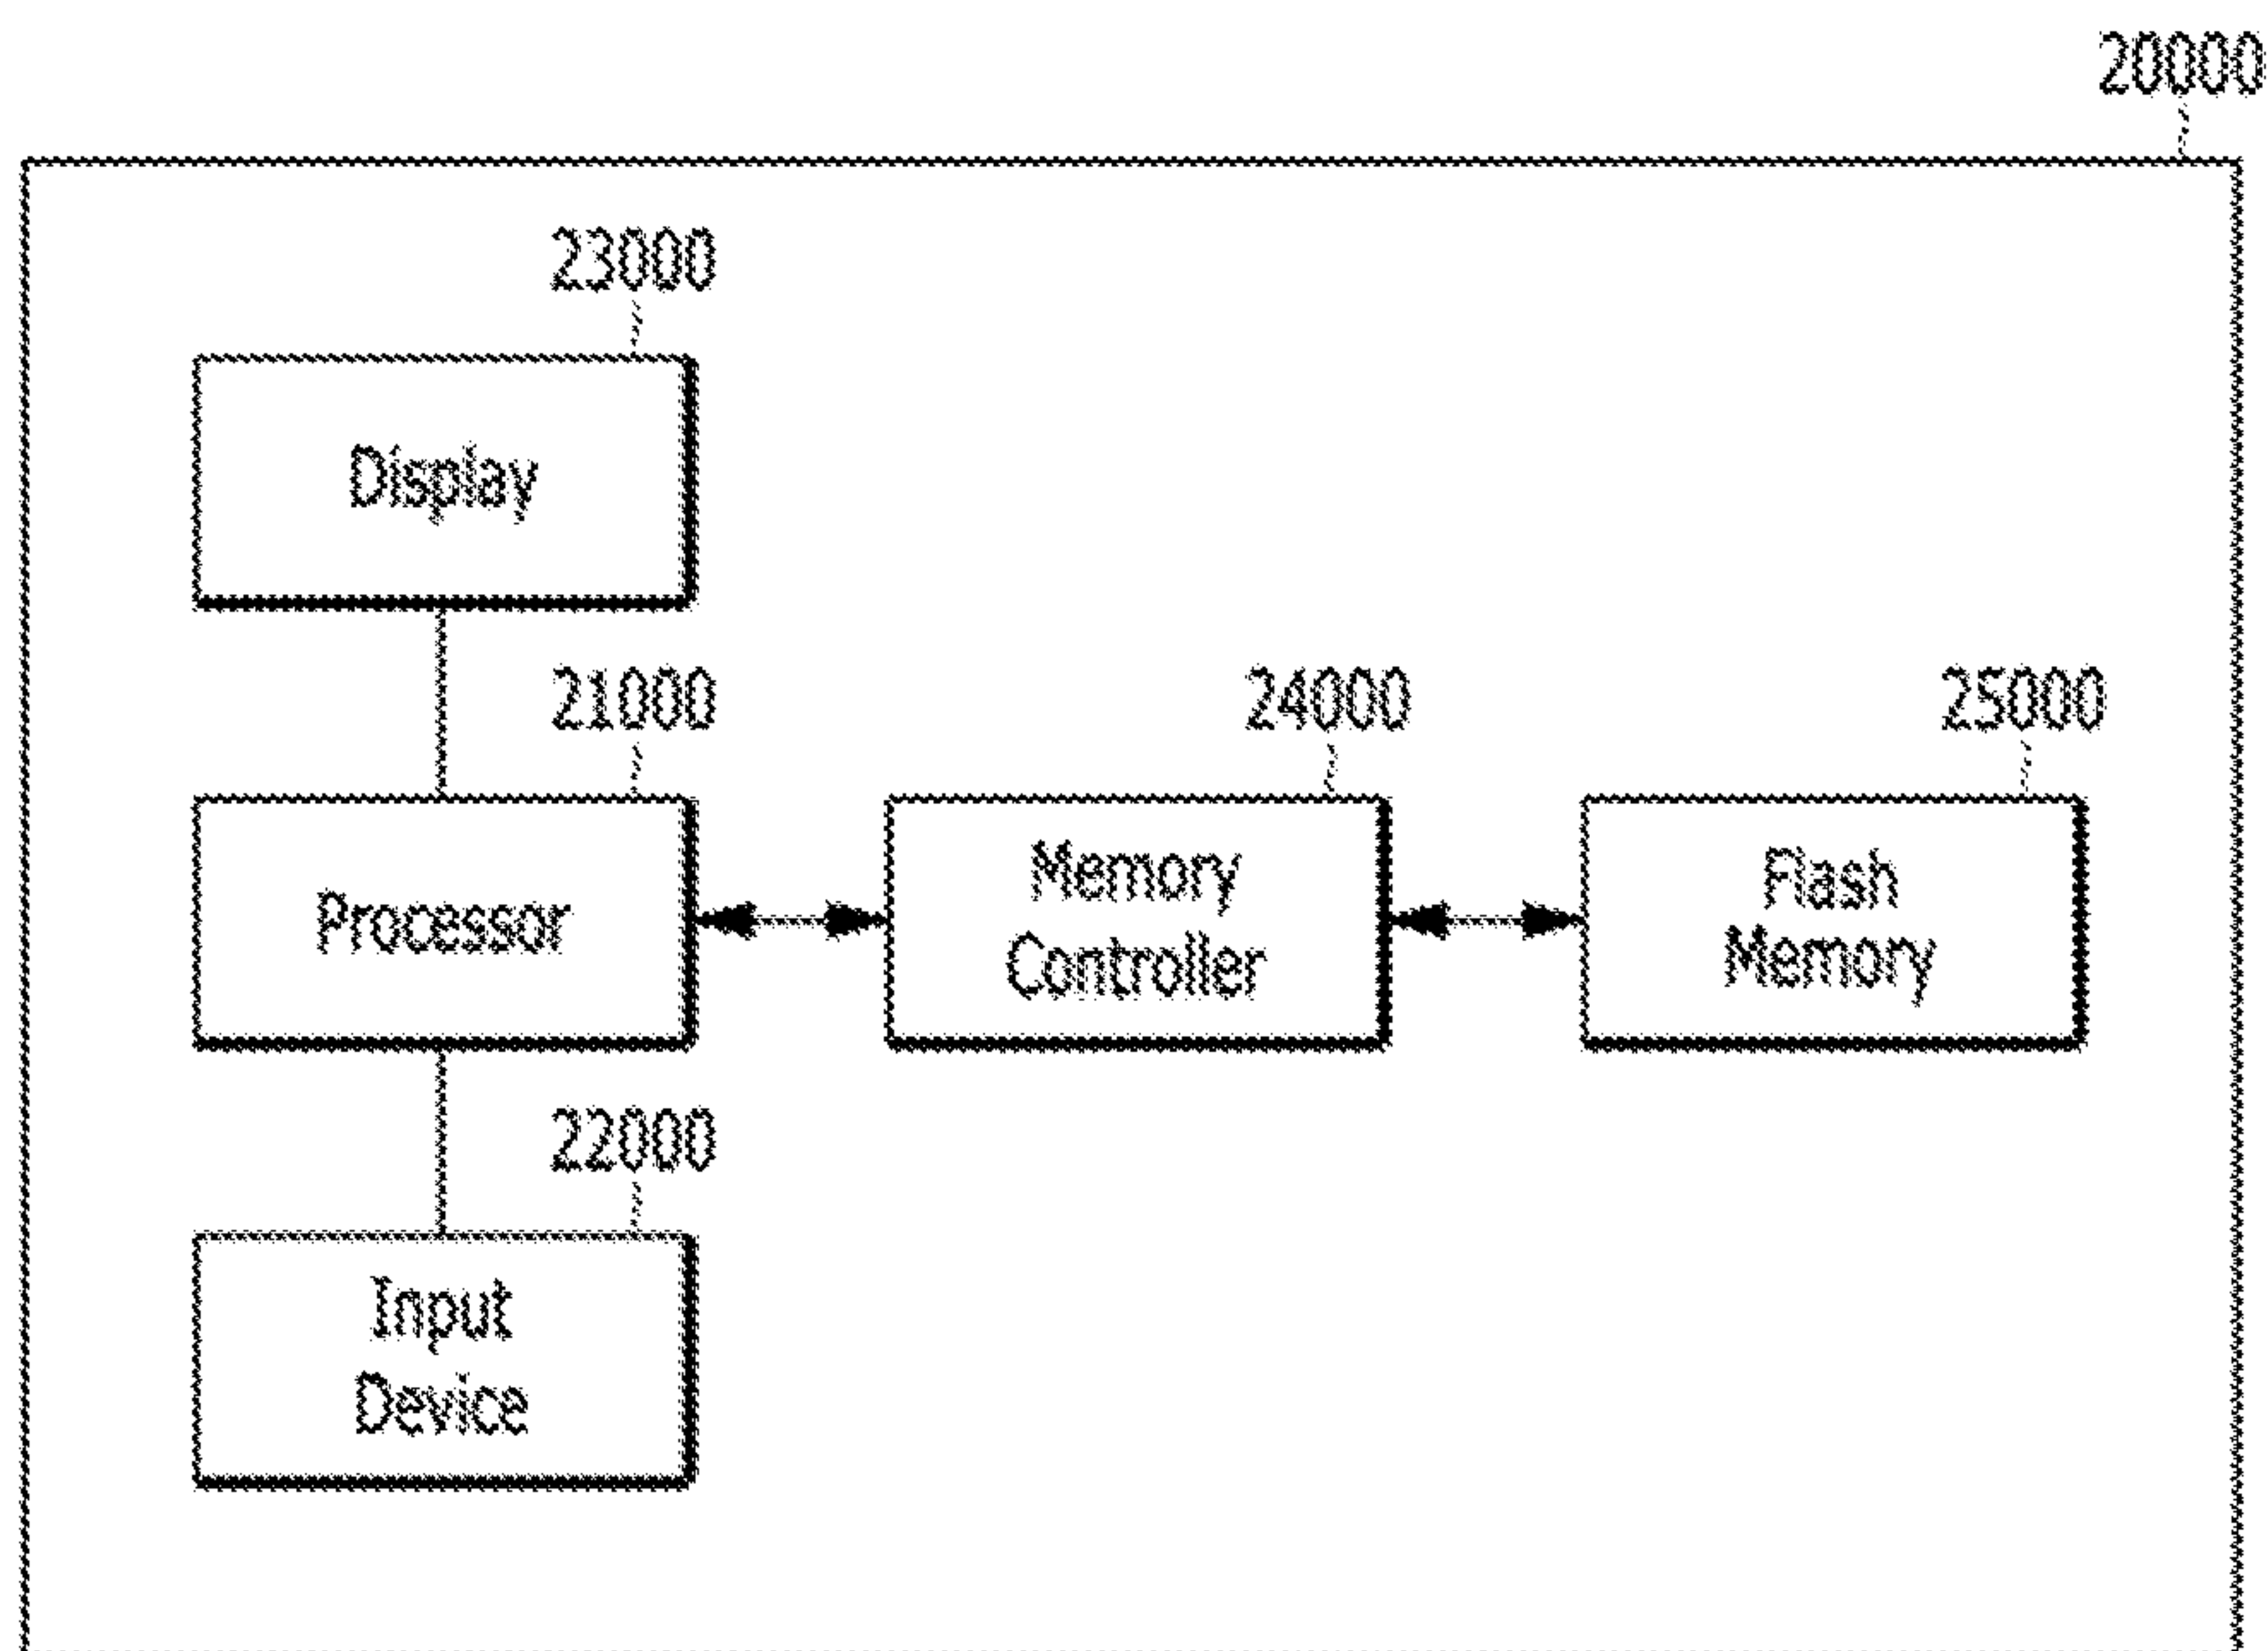 20000
23000
Display
21000
24000
25000
Processor
Memory
Controller
Flash
Memory
22000
Input
Device